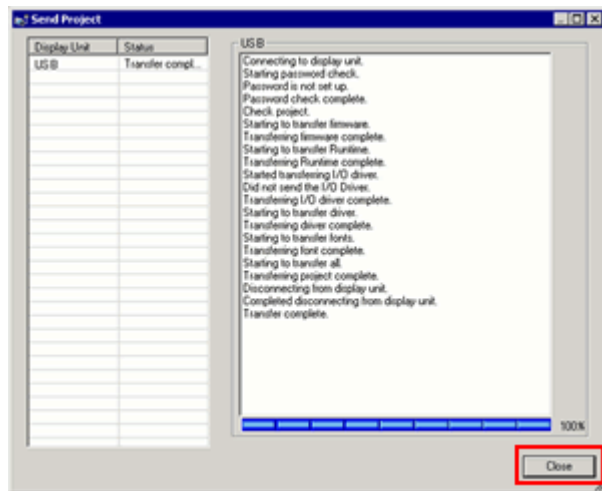 Send Project
Display Unit Status
USB Transfer compl...
USB
Connecting to display unit.
Starting password check.
Password is not set up.
Password check complete.
Check project.
Starting to transfer firmware.
Transferring firmware complete.
Starting to transfer Runtime.
Transferring Runtime complete.
Started transferring I/O driver.
Did not send the I/O Driver.
Transferring I/O driver complete.
Starting to transfer driver.
Transferring driver complete.
Starting to transfer fonts.
Transferring font complete.
Starting to transfer all.
Transferring project complete.
Disconnecting from display unit.
Completed disconnecting from display unit.
Transfer complete.
100%
Close